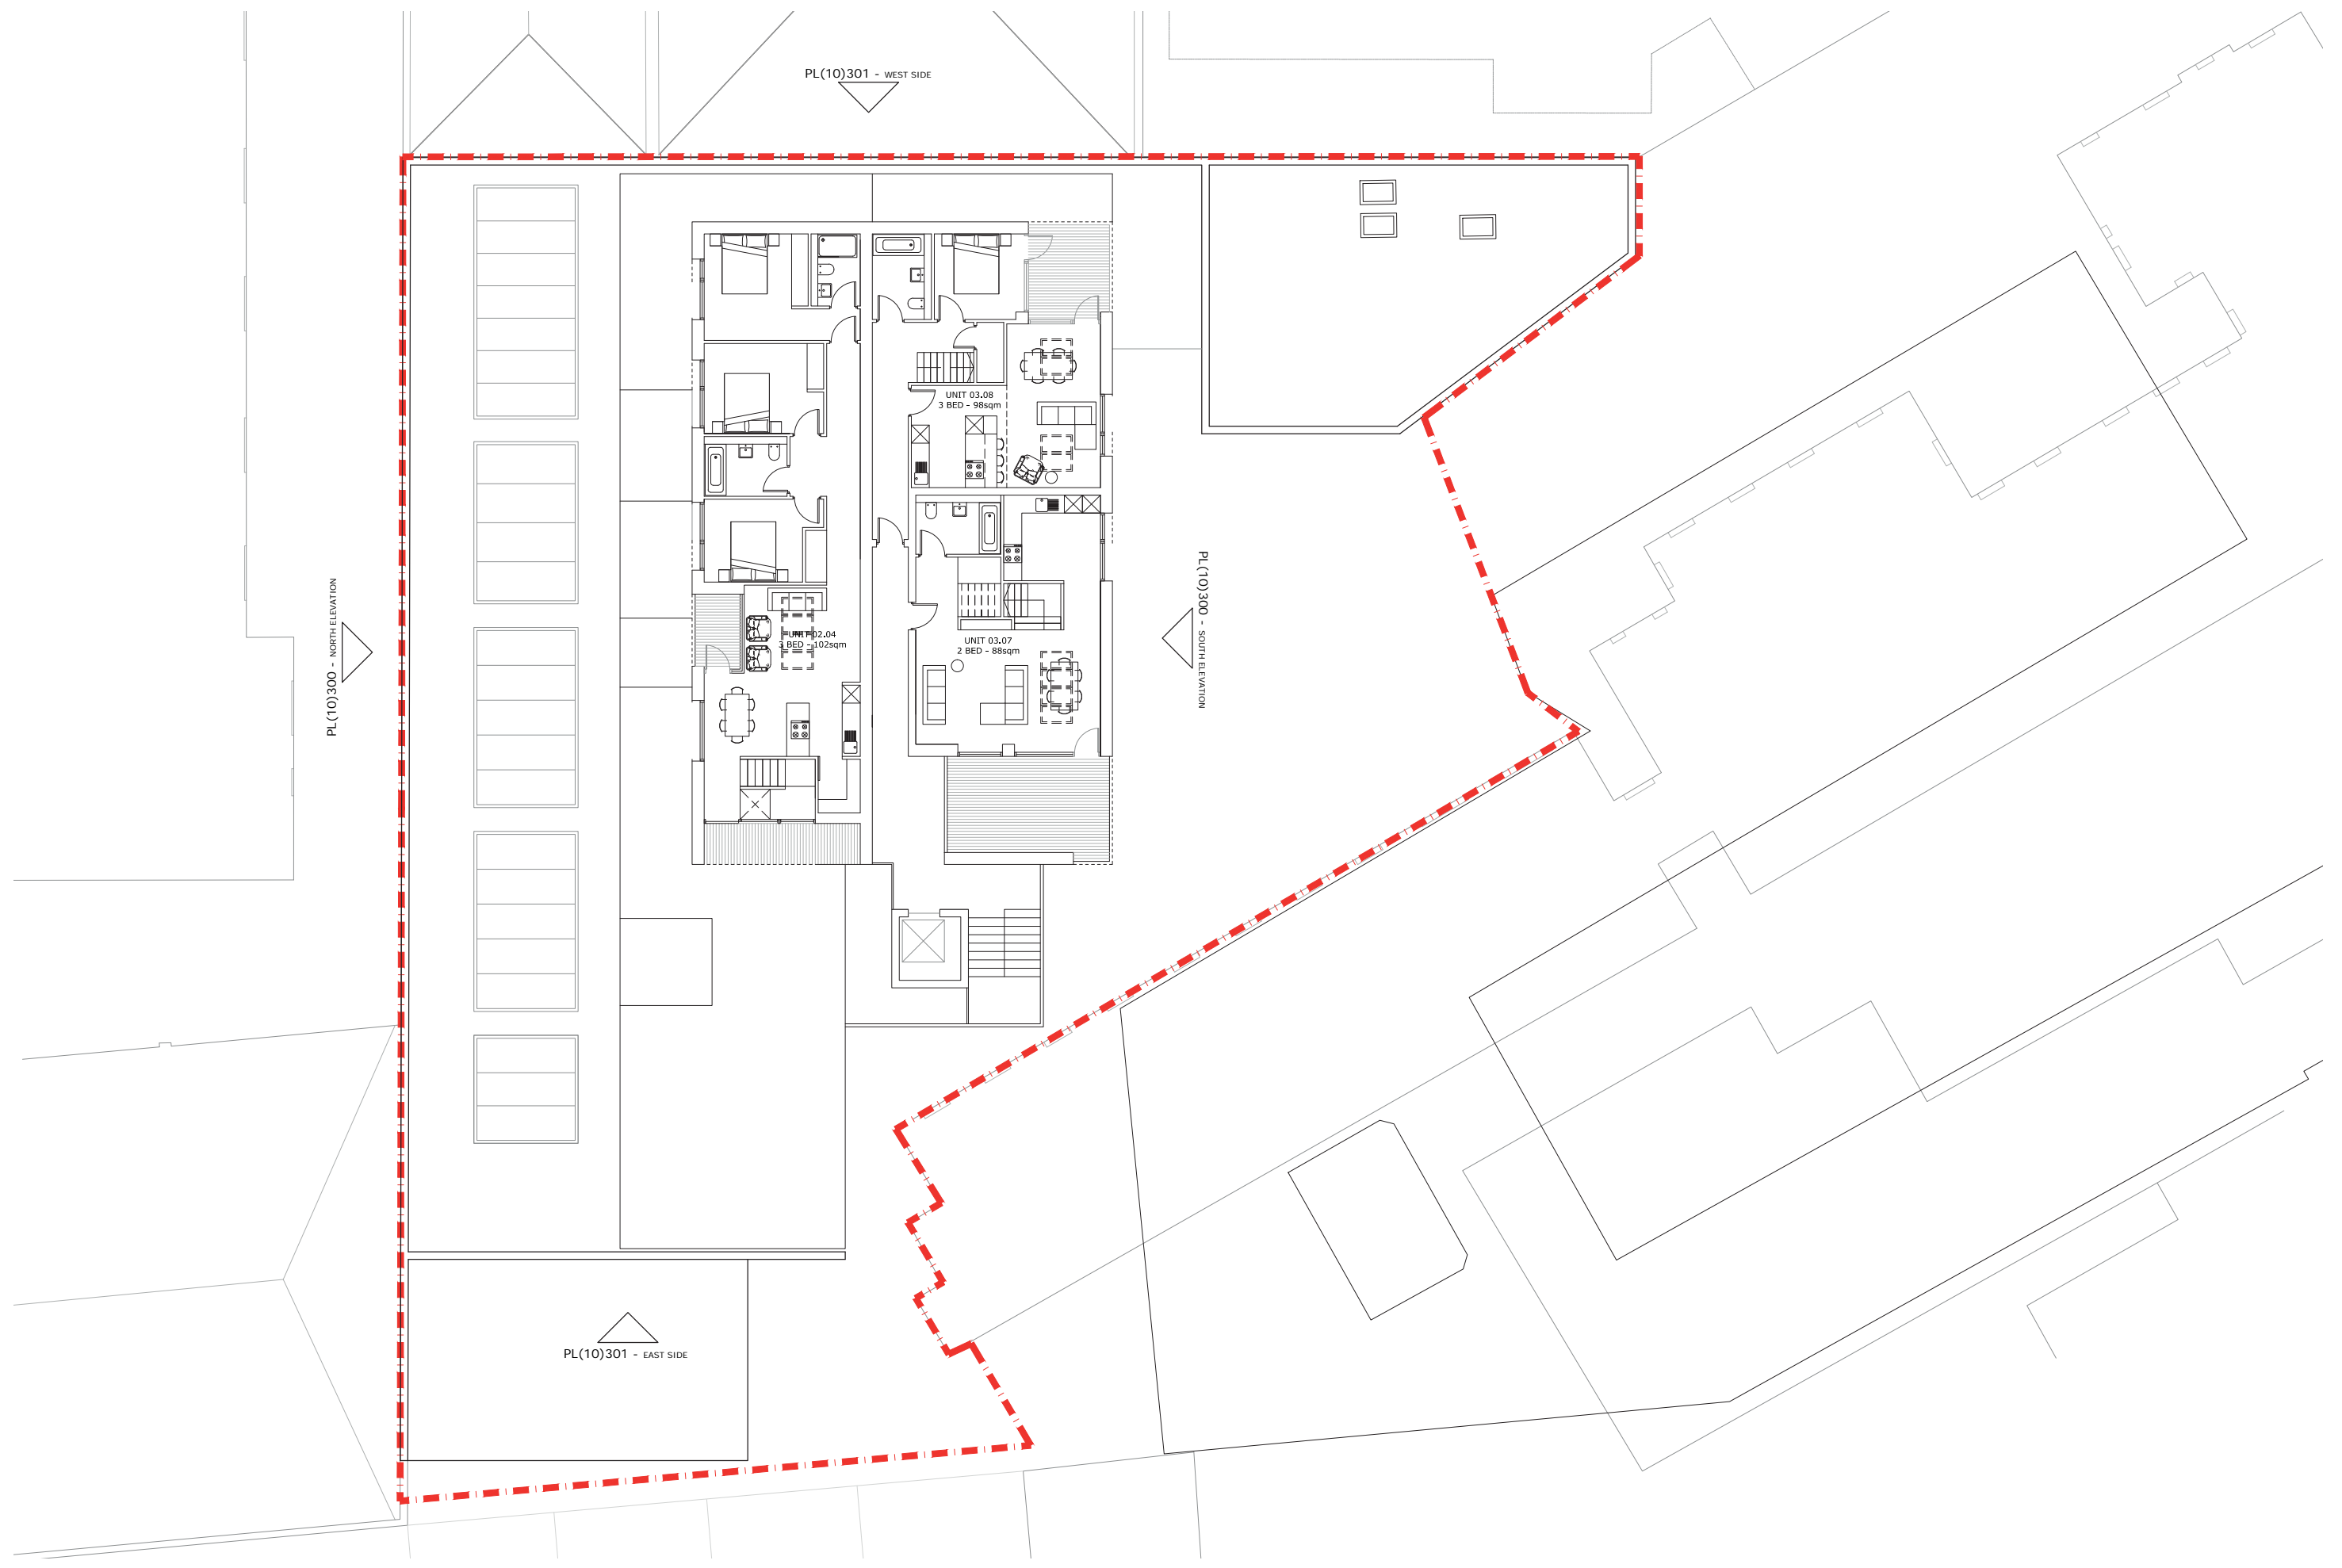 PL(10)301 - WEST SIDE
UNIT 03.08
3 BED - 98sqm
PL(10)300 - NORTH ELEVATION
PL(10)300 - SOUTH ELEVATION
UNIT 02.04
3 BED - 102sqm
UNIT 03.07
2 BED - 88sqm
PL(10)301 - EAST SIDE